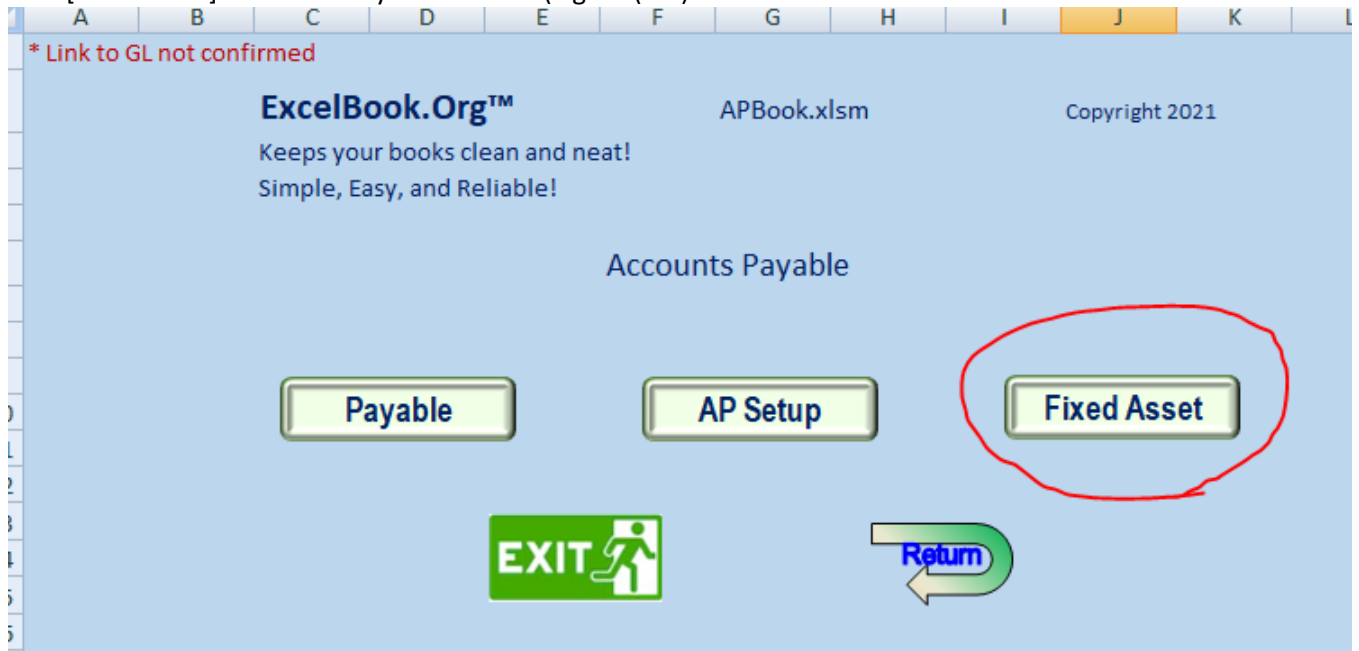 A B C D E F G H I J K L
* Link to GL not confirmed
ExcelBook.Org™ APBook.xlsm Copyright 2021
Keeps your books clean and neat!
Simple, Easy, and Reliable!
Accounts Payable
Payable AP Setup Fixed Asset
EXIT Return